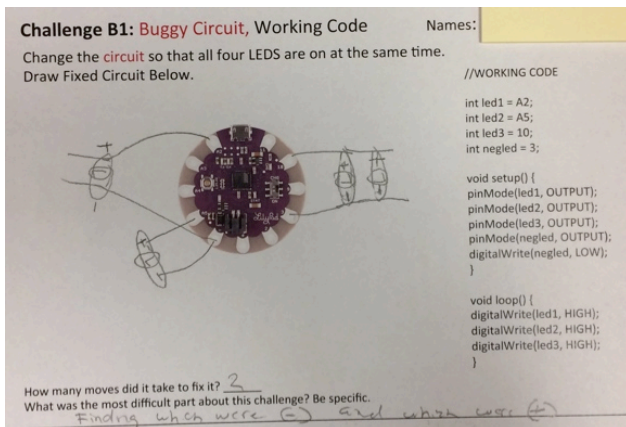 Challenge B1: Buggy Circuit, Working Code
Names:
Change the circuit so that all four LEDS are on at the same time.
Draw Fixed Circuit Below.
//WORKING CODE
int led1 = A2;
int led2 = A5;
int led3 = 10;
int negled = 3;
void setup() {
pinMode(led1, OUTPUT);
pinMode(led2, OUTPUT);
pinMode(led3, OUTPUT);
pinMode(negled, OUTPUT);
digitalWrite(negled, LOW);
}
void loop() {
digitalWrite(led1, HIGH);
digitalWrite(led2, HIGH);
digitalWrite(led3, HIGH);
}
How many moves did it take to fix it? 2
What was the most difficult part about this challenge? Be specific.
Finding which were (-) and which were (+)